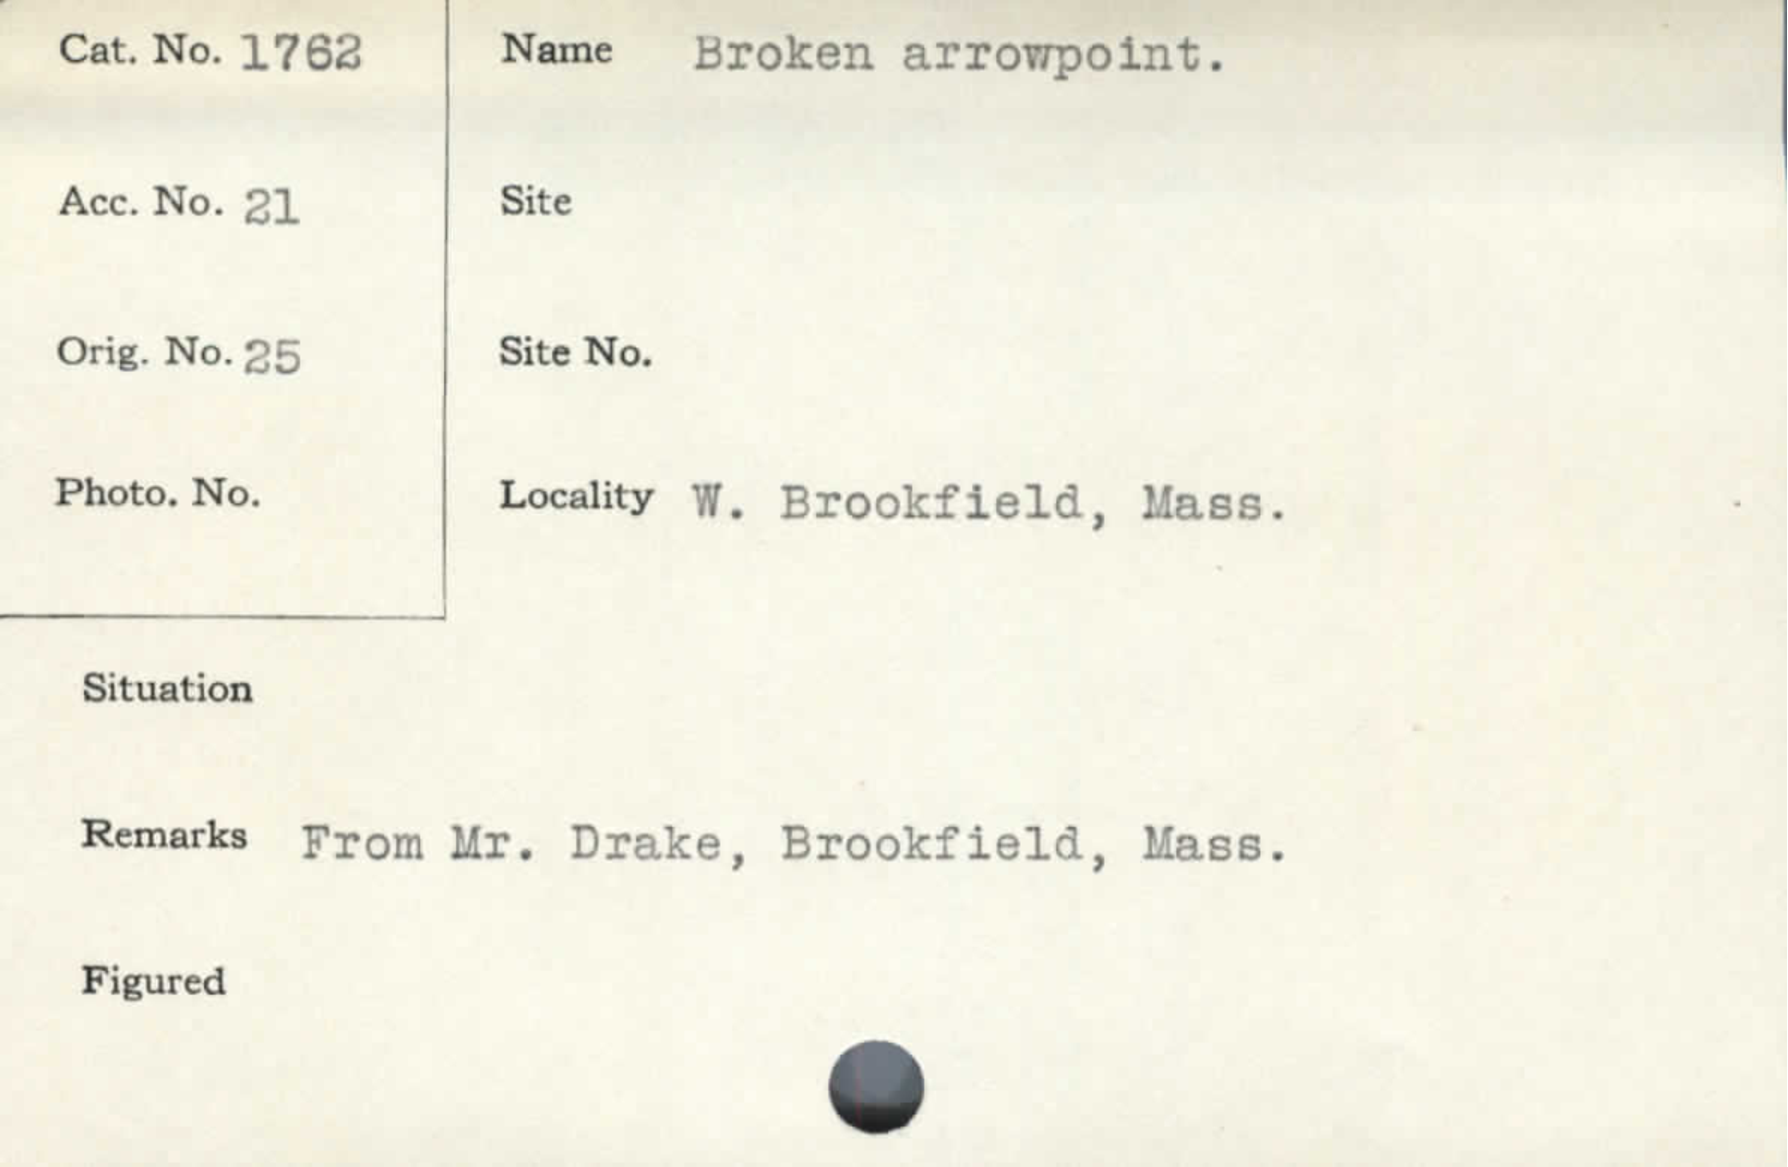 Cat. No. 1762
Name Broken arrowpoint.
Acc. No. 21
Site
Orig. No. 25
Site No.
Photo. No.
Locality W. Brookfield, Mass.
Situation
Remarks From Mr. Drake, Brookfield, Mass.
Figured